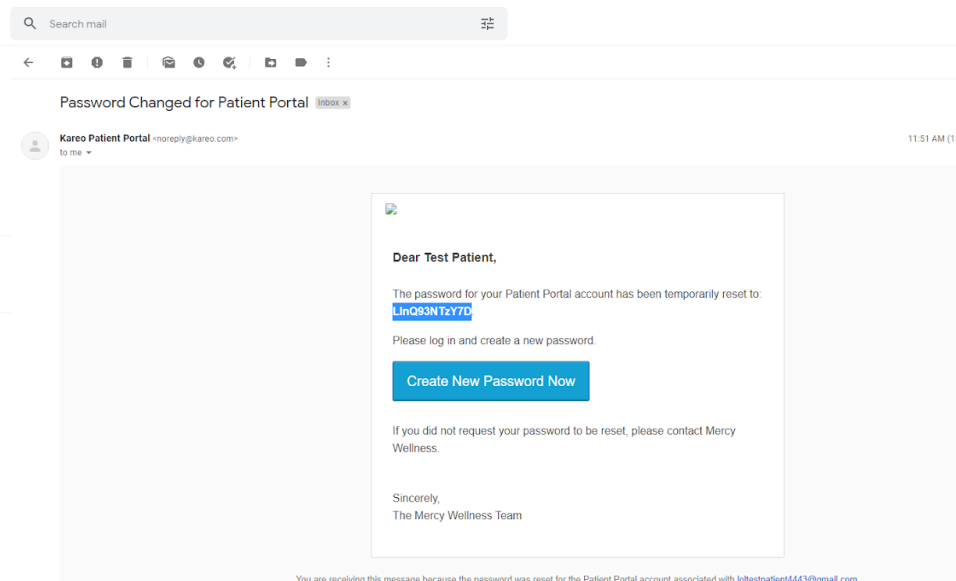 Search mail
Password Changed for Patient Portal Inbox x
Kareo Patient Portal <noreply@kareo.com> 11:51 AM
to me
Dear Test Patient,
The password for your Patient Portal account has been temporarily reset to:
LInQ93NTzY7D
Please log in and create a new password.
Create New Password Now
If you did not request your password to be reset, please contact Mercy
Wellness.
Sincerely,
The Mercy Wellness Team
You are receiving this message because the password was reset for the Patient Portal account associated with loltestpatient4443@gmail.com